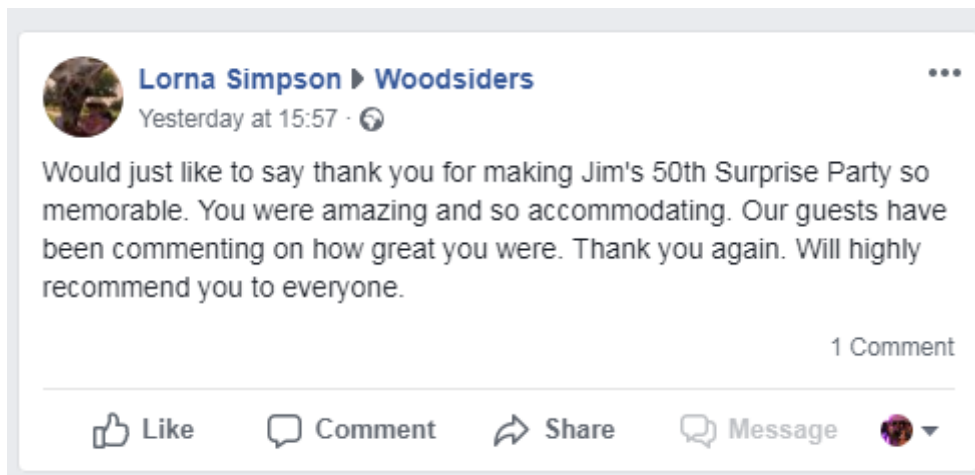 Lorna Simpson ▶ Woodsiders
Yesterday at 15:57 ·
Would just like to say thank you for making Jim's 50th Surprise Party so
memorable. You were amazing and so accommodating. Our guests have
been commenting on how great you were. Thank you again. Will highly
recommend you to everyone.
1 Comment
Like Comment Share Message